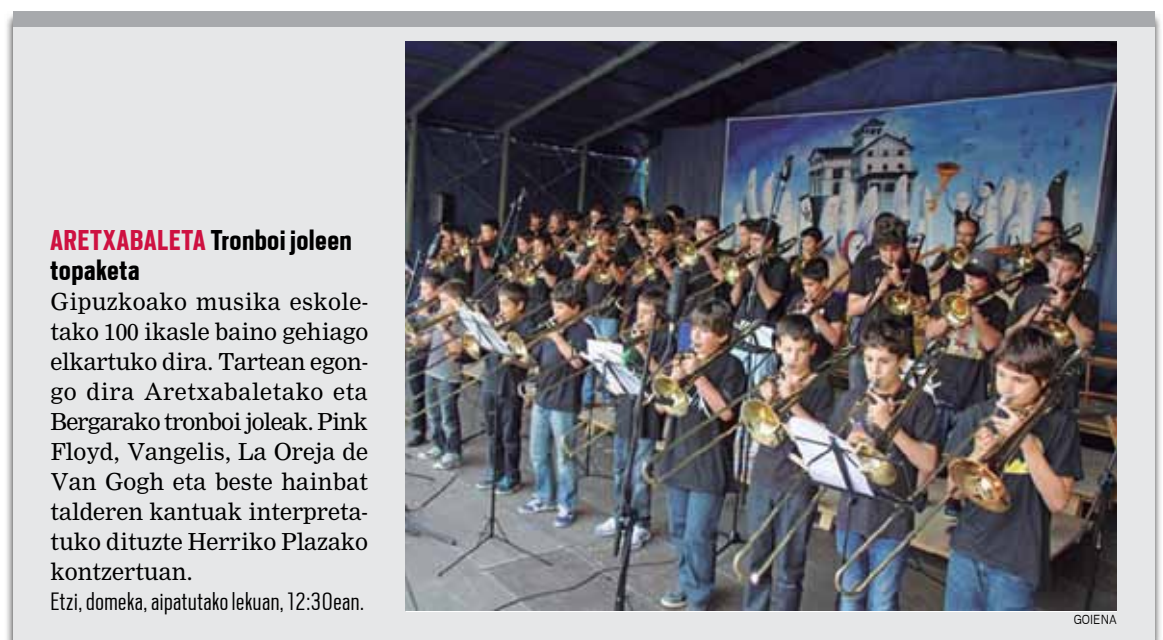 ARETXABALETA Tronboi joleen
topaketa
Gipuzkoako musika eskole-
tako 100 ikasle baino gehiago
elkartuko dira. Tartean egon-
go dira Aretxabaletako eta
Bergarako tronboi joleak. Pink
Floyd, Vangelis, La Oreja de
Van Gogh eta beste hainbat
talderen kantuak interpreta-
tuko dituzte Herriko Plazako
kontzertuan.
Etzi, domeka, aipatutako lekuan, 12:30ean.
GOIENA